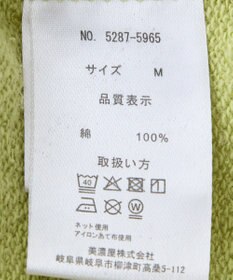 NO. 5287-5965
サイズ M
品質表示
綿 100%
取扱い方
40
ネット使用
アイロンあて布使用
美濃屋株式会社
岐阜県岐阜市柳津町高桑5-112